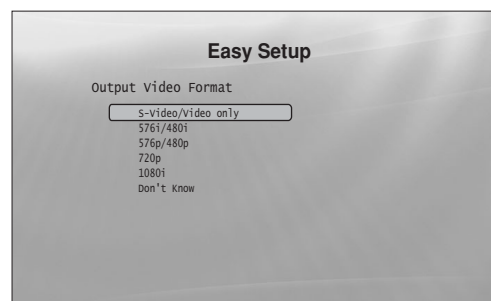 Easy Setup
Output Video Format
S-Video/Video only
576i/480i
576p/480p
720p
1080i
Don't Know